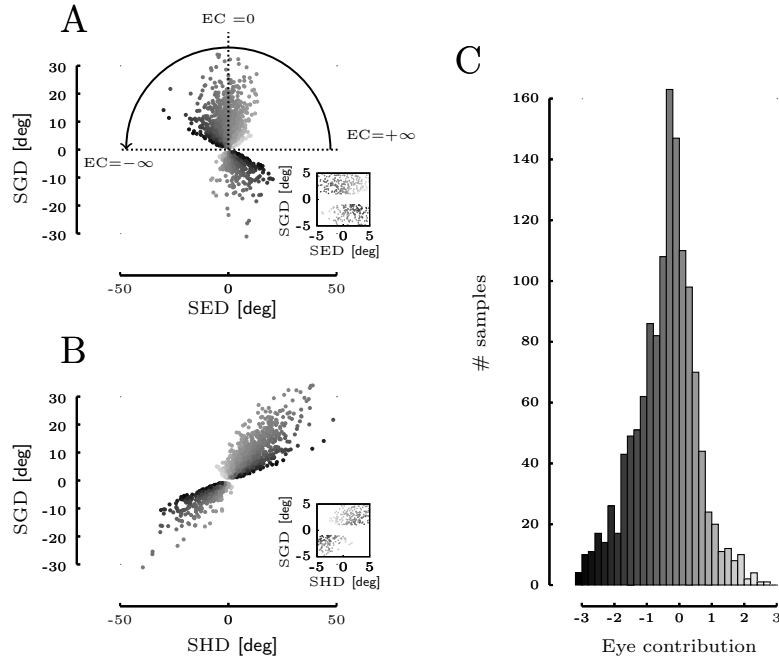 A
EC =0
30
20
10
0
-10
-20
-30
SGD [deg]
EC=+∞
EC=−∞
5
0
-5
SGD [deg]
-5 0 5
SED [deg]
-50 0 50
SED [deg]
B
30
20
10
0
-10
-20
-30
SGD [deg]
5
0
-5
SGD [deg]
-5 0 5
SHD [deg]
-50 0 50
SHD [deg]
C
160
140
120
100
80
60
40
20
0
# samples
-3 -2 -1 0 1 2 3
Eye contribution